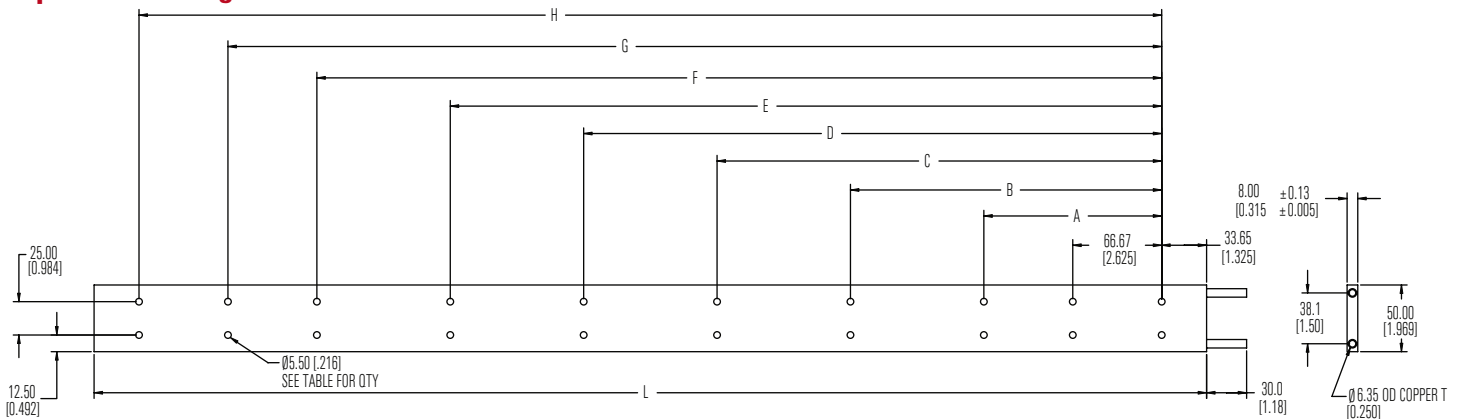 H
G
F
E
D
C
B
A
8.00 ±0.13
[0.315 ±0.005]
25.00
[0.984]
66.67
[2.625]
33.65
[1.325]
38.1
[1.50]
50.00
[1.969]
Ø5.50 [.216]
SEE TABLE FOR QTY
12.50
[0.492]
L
30.0
[1.18]
Ø6.35 OD COPPER T
[0.250]